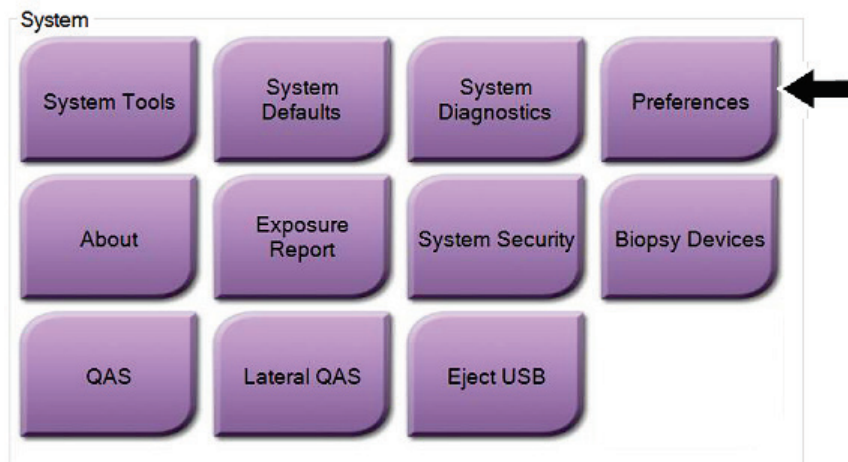 System
System Tools
System
Defaults
System
Diagnostics
Preferences
About
Exposure
Report
System Security
Biopsy Devices
QAS
Lateral QAS
Eject USB